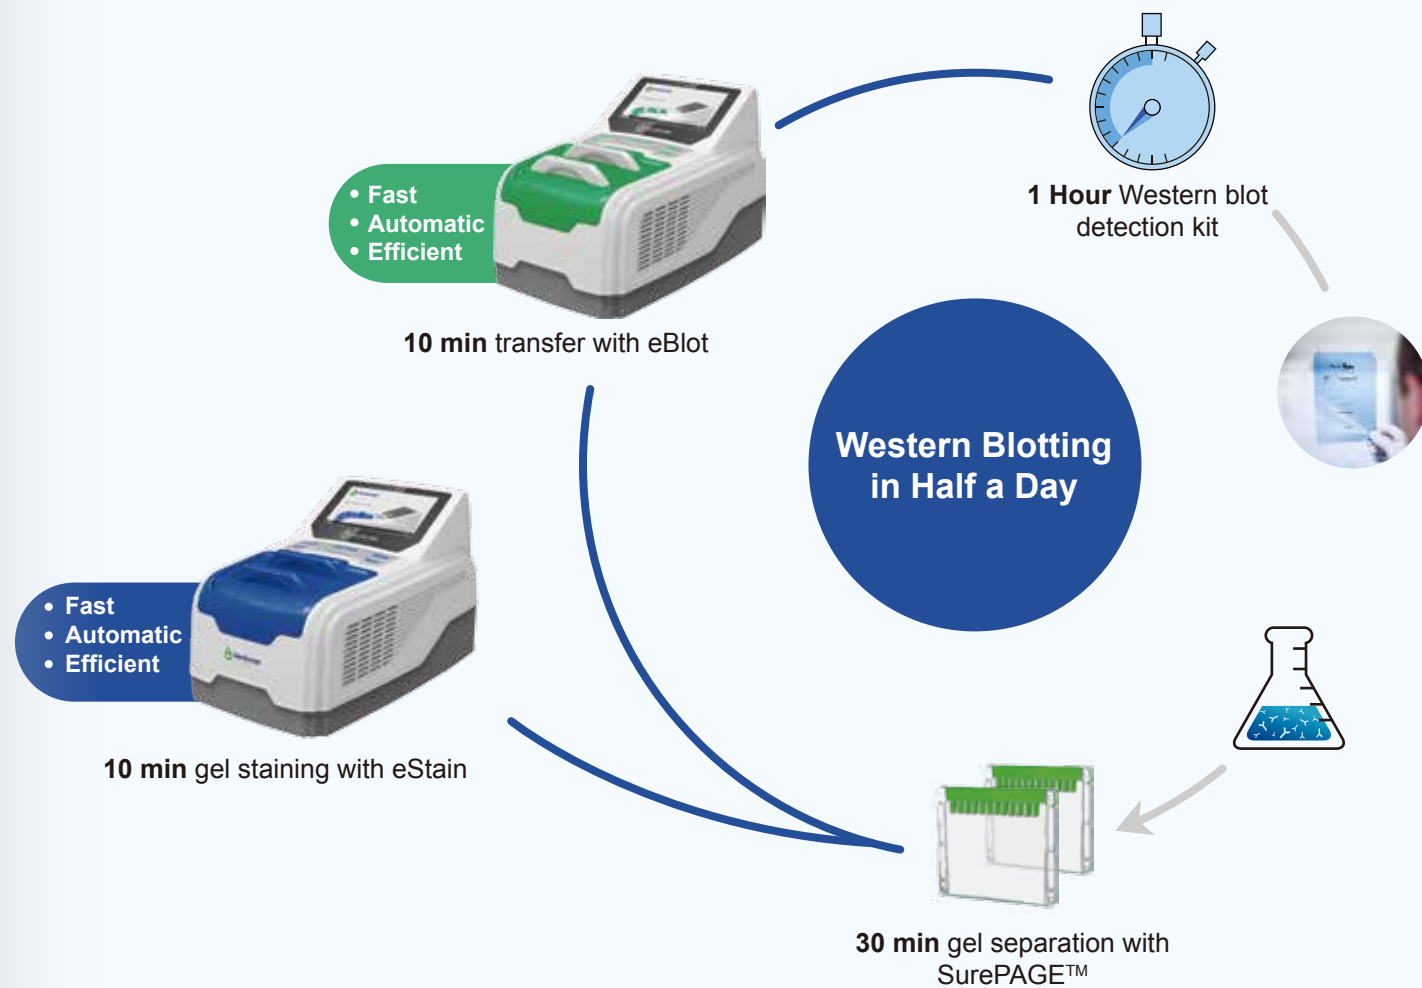 1 Hour Western blot
detection kit
• Fast
• Automatic
• Efficient
10 min transfer with eBlot
Western Blotting
in Half a Day
• Fast
• Automatic
• Efficient
10 min gel staining with eStain
30 min gel separation with
SurePAGE™